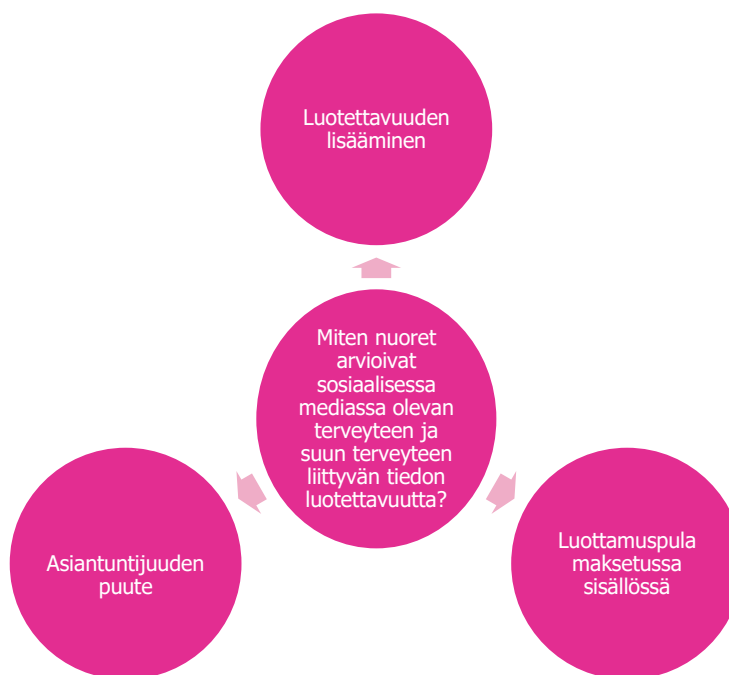 Luotettavuuden
lisääminen
Miten nuoret
arvioivat
sosiaalisessa
mediassa olevan
terveyteen ja
suun terveyteen
liittyvän tiedon
luotettavuutta?
Asiantuntijuuden
puute
Luottamuspula
maksetussa
sisällössä